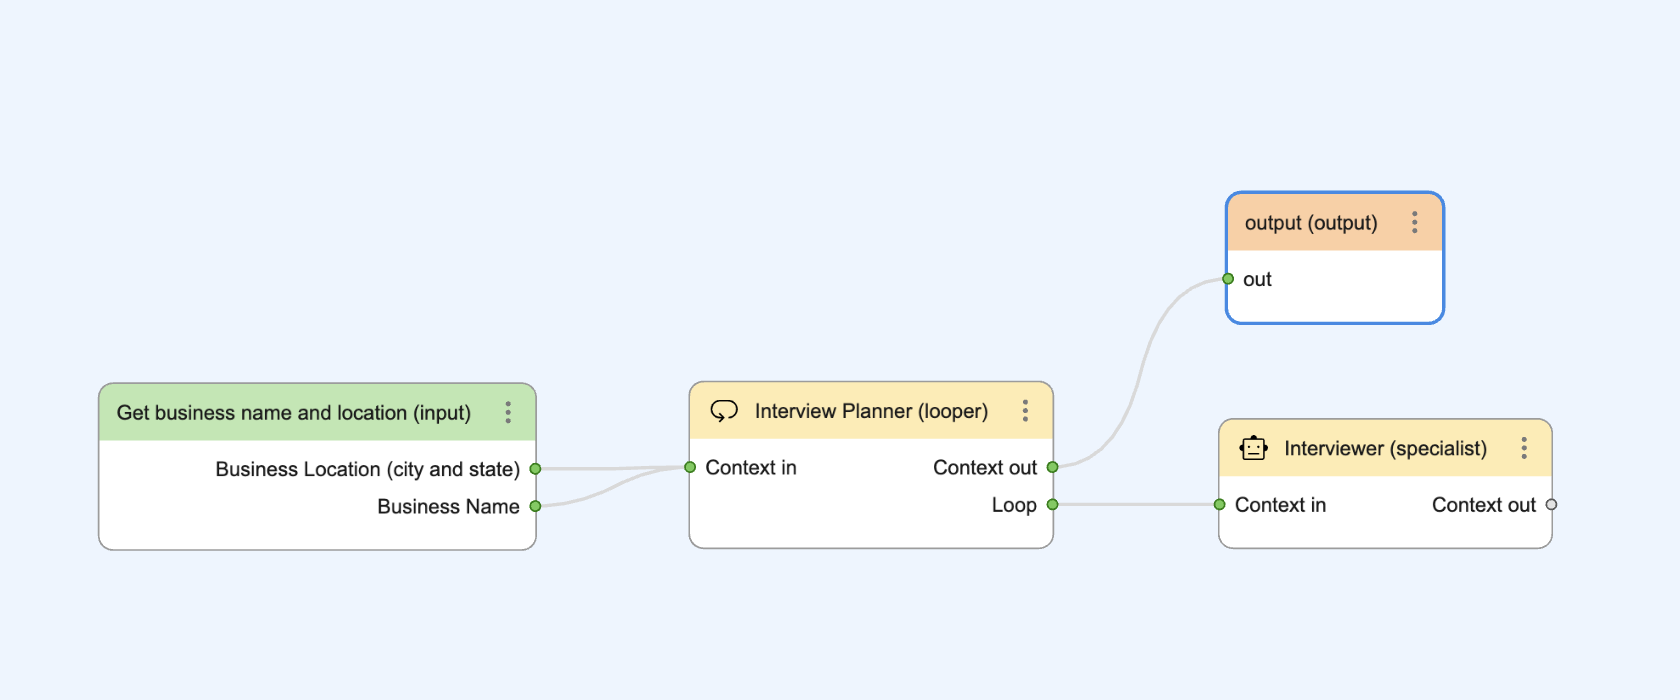 output (output)
out
Get business name and location (input)
Business Location (city and state)
Business Name
Interview Planner (looper)
Context in
Context out
Loop
Interviewer (specialist)
Context in
Context out